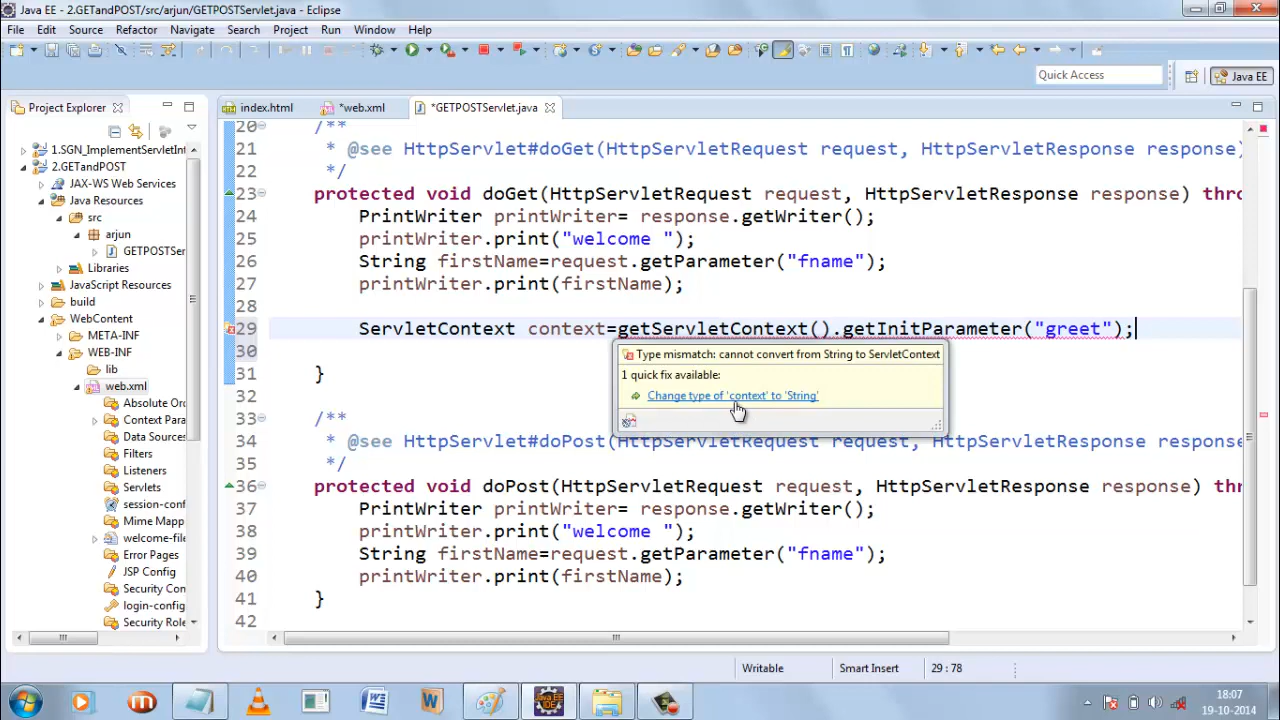 Java EE - 2.GETandPOST/src/arjun/GETPOSTServlet.java - Eclipse
File Edit Source Refactor Navigate Search Project Run Window Help
Quick Access
Java EE
Project Explorer
index.html
*web.xml
*GETPOSTServlet.java
1.SGN_ImplementServletInt
2.GETandPOST
JAX-WS Web Services
Java Resources
src
arjun
GETPOSTSer
Libraries
JavaScript Resources
build
WebContent
META-INF
WEB-INF
lib
web.xml
Absolute Ord
Context Para
Data Sources
Filters
Listeners
Servlets
session-conf
Mime Mapp
welcome-file
Error Pages
JSP Config
Security Con
login-config
Security Role
20 /**
21 * @see HttpServlet#doGet(HttpServletRequest request, HttpServletResponse response)
22 */
23 protected void doGet(HttpServletRequest request, HttpServletResponse response) thro
24 PrintWriter printWriter= response.getWriter();
25 printWriter.print("welcome ");
26 String firstName=request.getParameter("fname");
27 printWriter.print(firstName);
28
29 ServletContext context=getServletContext().getInitParameter("greet");
30
31 }
32
33 /**
34 * @see HttpServlet#doPost(HttpServletRequest request, HttpServletResponse response
35 */
36 protected void doPost(HttpServletRequest request, HttpServletResponse response) thr
37 PrintWriter printWriter= response.getWriter();
38 printWriter.print("welcome ");
39 String firstName=request.getParameter("fname");
40 printWriter.print(firstName);
41 }
42
Type mismatch: cannot convert from String to ServletContext
1 quick fix available:
Change type of 'context' to 'String'
Writable
Smart Insert
29 : 78
18:07
19-10-2014